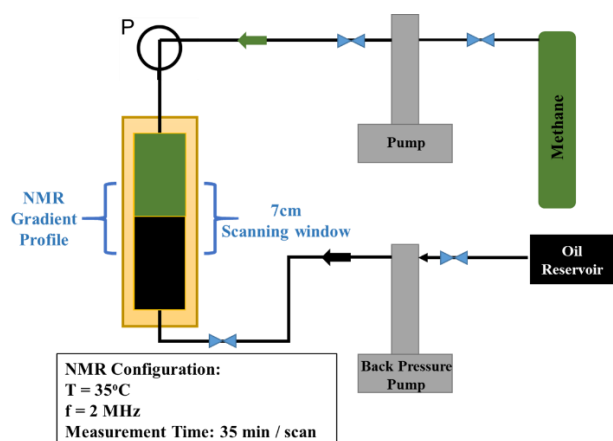 P
Pump
Methane
NMR
Gradient
Profile
7cm
Scanning window
Oil
Reservoir
Back Pressure
Pump
NMR Configuration:
T = 35⁰C
f = 2 MHz
Measurement Time: 35 min / scan